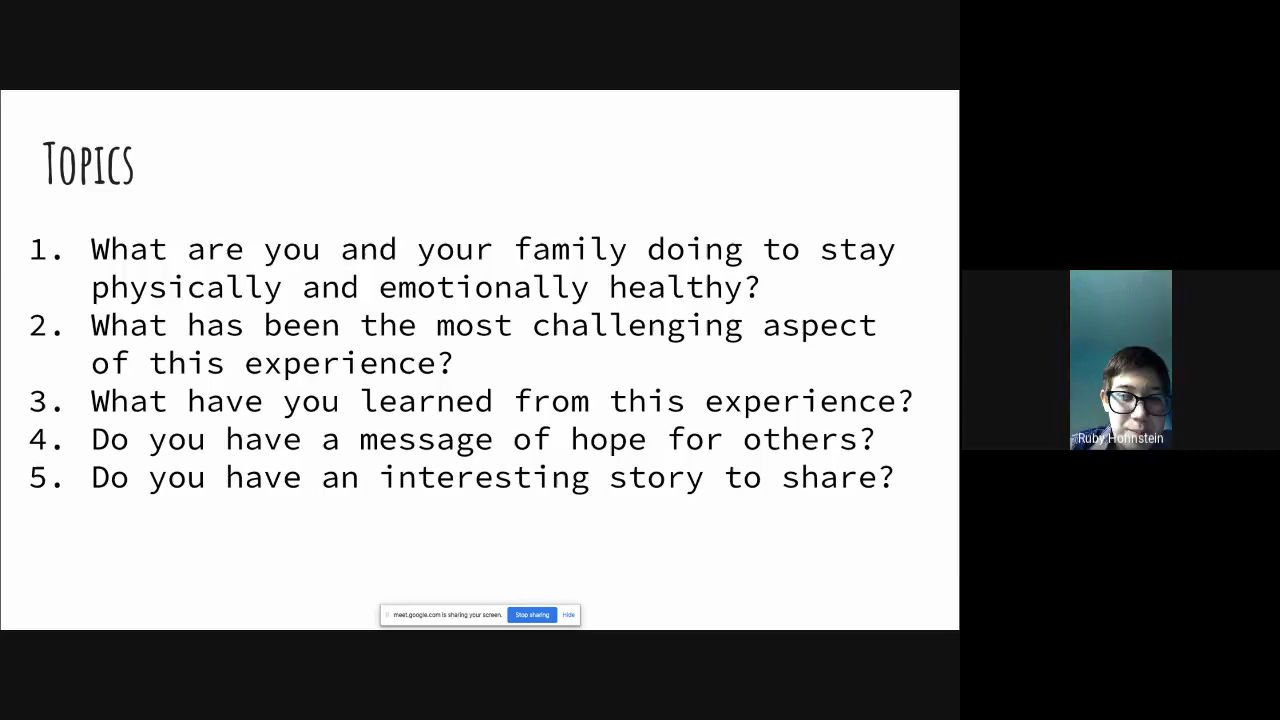 Topics
1. What are you and your family doing to stay
physically and emotionally healthy?
2. What has been the most challenging aspect
of this experience?
3. What have you learned from this experience?
4. Do you have a message of hope for others?
5. Do you have an interesting story to share?
meet.google.com is sharing your screen. Stop sharing Hide
Ruby Hohnstein